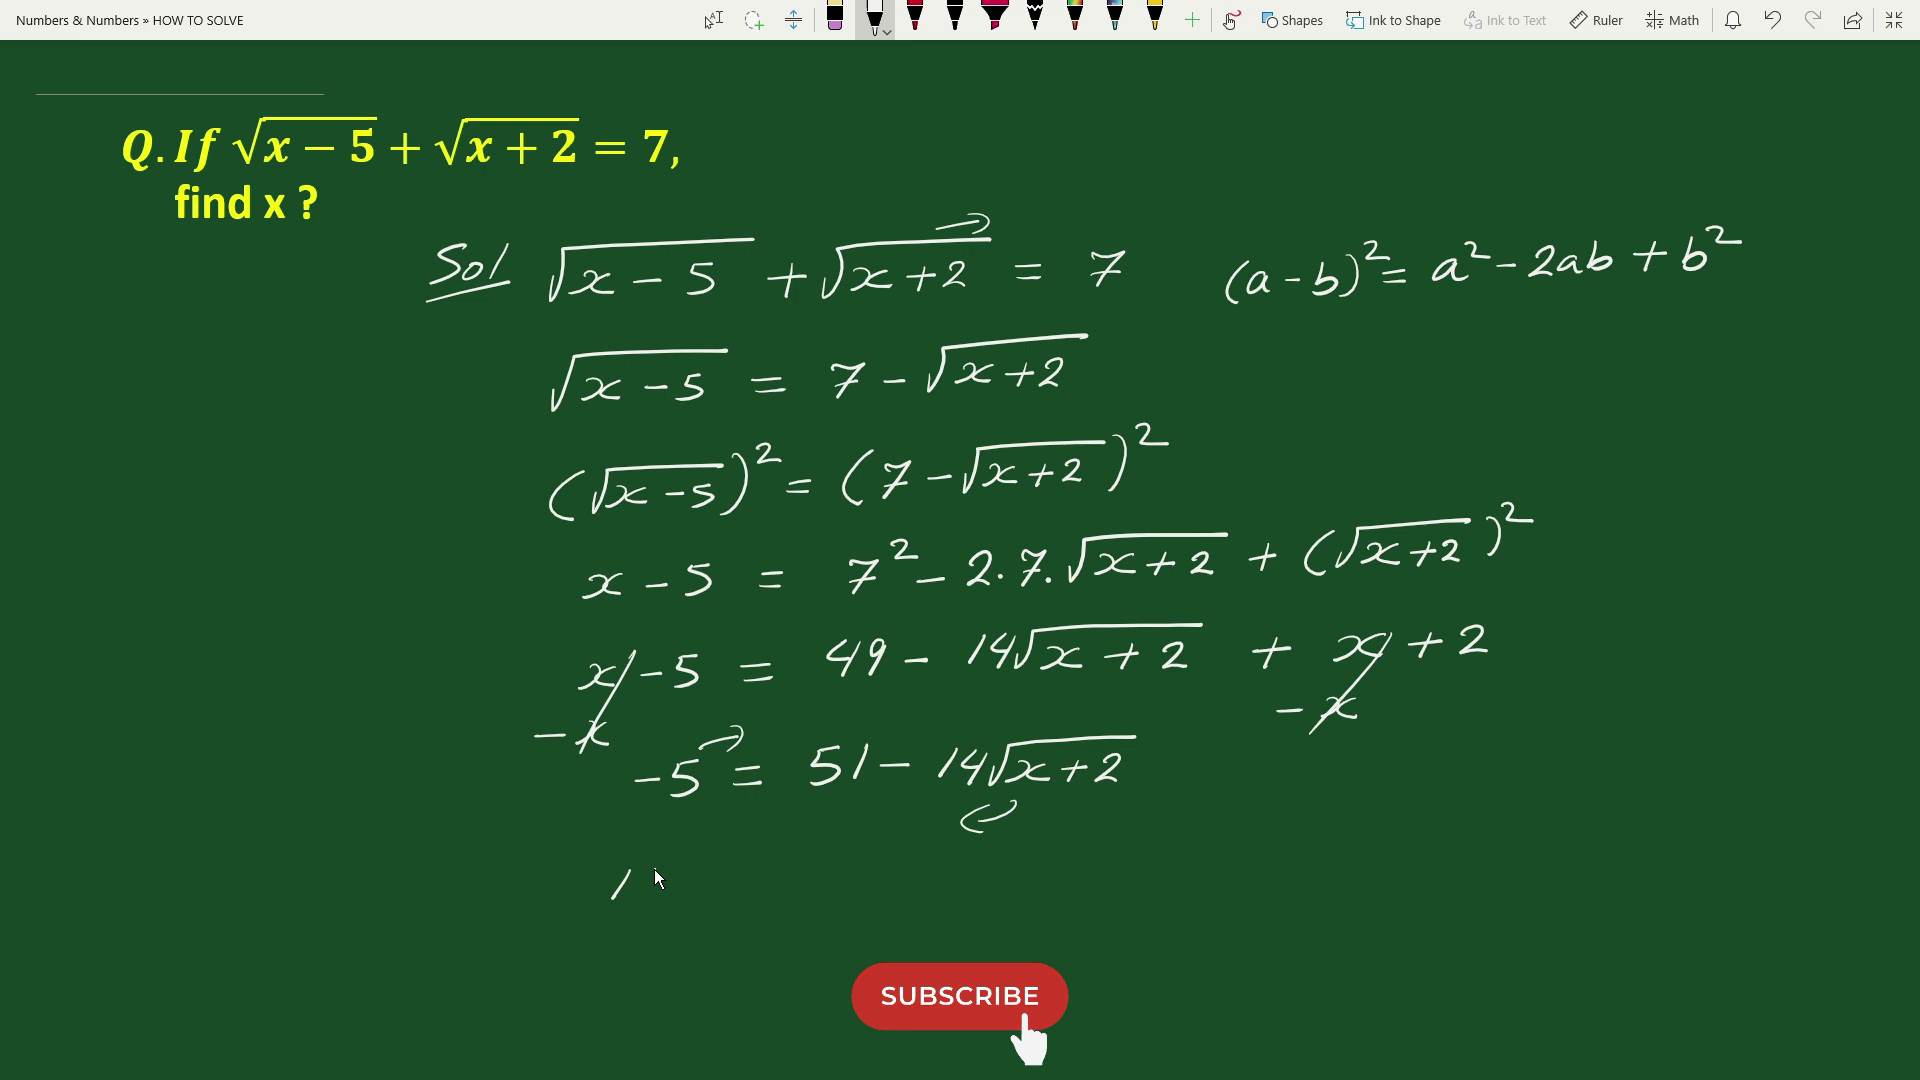 Numbers & Numbers » HOW TO SOLVE
Shapes Ink to Shape Ink to Text Ruler Math
Q. If √(x − 5) + √(x + 2) = 7,
find x ?
Sol √(x − 5) + √(x + 2) = 7 (a - b)² = a² - 2ab + b²
√(x − 5) = 7 − √(x + 2)
(√(x − 5))² = (7 − √(x + 2))²
x − 5 = 7² − 2·7·√(x + 2) + (√(x + 2))²
x − 5 = 49 − 14√(x + 2) + x + 2
− x − x
−5 = 51 − 14√(x + 2)
1
SUBSCRIBE